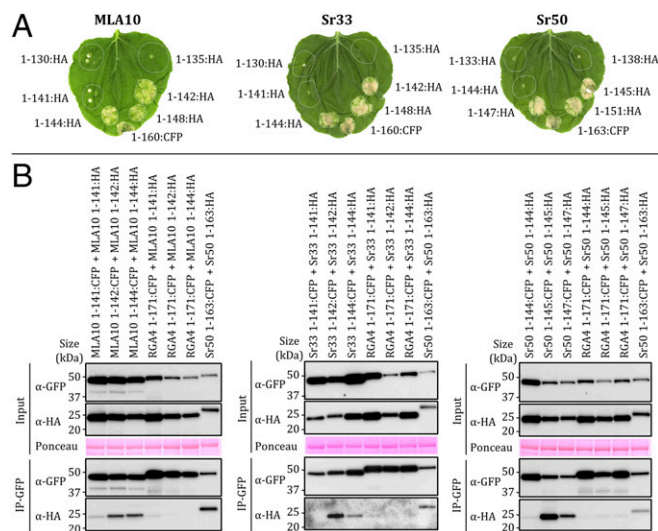 A
MLA10
Sr33
Sr50
1-130:HA
1-135:HA
1-141:HA
1-142:HA
1-144:HA
1-148:HA
1-160:CFP
1-130:HA
1-135:HA
1-141:HA
1-142:HA
1-144:HA
1-148:HA
1-160:CFP
1-133:HA
1-138:HA
1-144:HA
1-145:HA
1-147:HA
1-151:HA
1-163:CFP
B
MLA10 1-141:CFP + MLA10 1-141:HA
MLA10 1-142:CFP + MLA10 1-142:HA
MLA10 1-144:CFP + MLA10 1-144:HA
RGA4 1-171:CFP + MLA10 1-141:HA
RGA4 1-171:CFP + MLA10 1-142:HA
RGA4 1-171:CFP + MLA10 1-144:HA
Sr50 1-163:CFP + Sr50 1-163:HA
Size
(kDa)
Input
α-GFP
50
37
α-HA
25
20
Ponceau
IP-GFP
α-GFP
50
37
α-HA
25
20
Sr33 1-141:CFP + Sr33 1-141:HA
Sr33 1-142:CFP + Sr33 1-142:HA
Sr33 1-144:CFP + Sr33 1-144:HA
RGA4 1-171:CFP + Sr33 1-141:HA
RGA4 1-171:CFP + Sr33 1-142:HA
RGA4 1-171:CFP + Sr33 1-144:HA
Sr50 1-163:CFP + Sr50 1-163:HA
Size
(kDa)
Input
α-GFP
50
37
α-HA
25
20
Ponceau
IP-GFP
α-GFP
50
37
α-HA
25
20
Sr50 1-144:CFP + Sr50 1-144:HA
Sr50 1-145:CFP + Sr50 1-145:HA
Sr50 1-147:CFP + Sr50 1-147:HA
RGA4 1-171:CFP + Sr50 1-144:HA
RGA4 1-171:CFP + Sr50 1-145:HA
RGA4 1-171:CFP + Sr50 1-147:HA
Sr50 1-163:CFP + Sr50 1-163:HA
Size
(kDa)
Input
α-GFP
50
37
α-HA
25
20
Ponceau
IP-GFP
α-GFP
50
37
α-HA
25
20